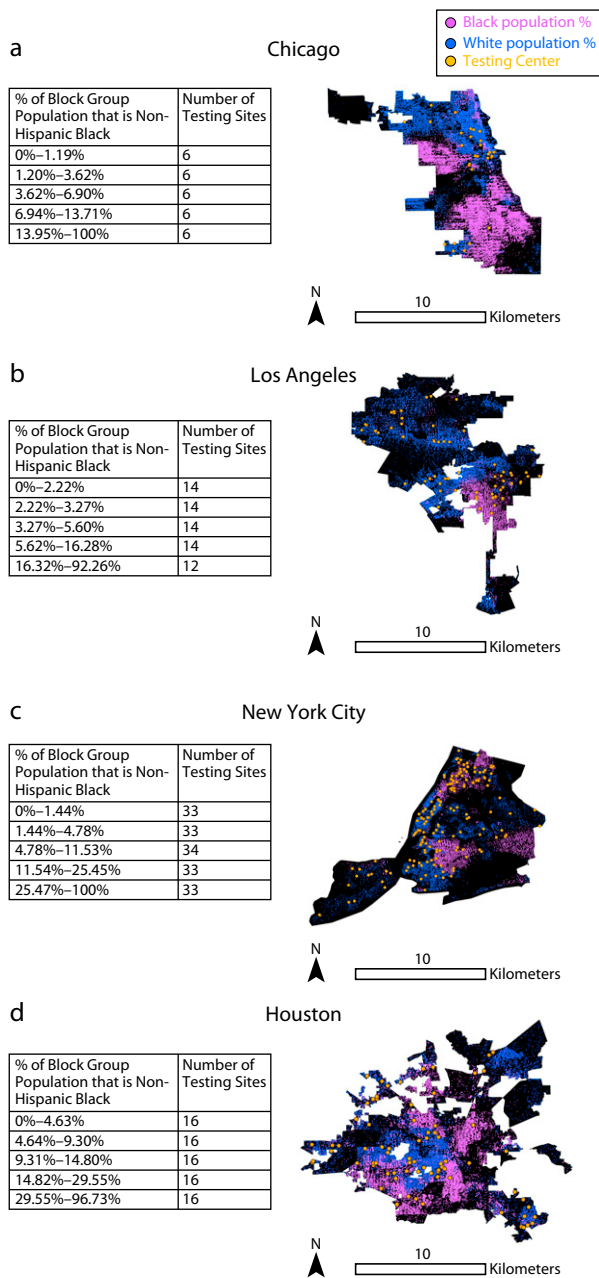 Black population %
White population %
Testing Center
a
Chicago
% of Block Group Population that is Non-Hispanic Black Number of Testing Sites
0%–1.19% 6
1.20%–3.62% 6
3.62%–6.90% 6
6.94%–13.71% 6
13.95%–100% 6
N
10
Kilometers
b
Los Angeles
% of Block Group Population that is Non-Hispanic Black Number of Testing Sites
0%–2.22% 14
2.22%–3.27% 14
3.27%–5.60% 14
5.62%–16.28% 14
16.32%–92.26% 12
N
10
Kilometers
c
New York City
% of Block Group Population that is Non-Hispanic Black Number of Testing Sites
0%–1.44% 33
1.44%–4.78% 33
4.78%–11.53% 34
11.54%–25.45% 33
25.47%–100% 33
N
10
Kilometers
d
Houston
% of Block Group Population that is Non-Hispanic Black Number of Testing Sites
0%–4.63% 16
4.64%–9.30% 16
9.31%–14.80% 16
14.82%–29.55% 16
29.55%–96.73% 16
N
10
Kilometers